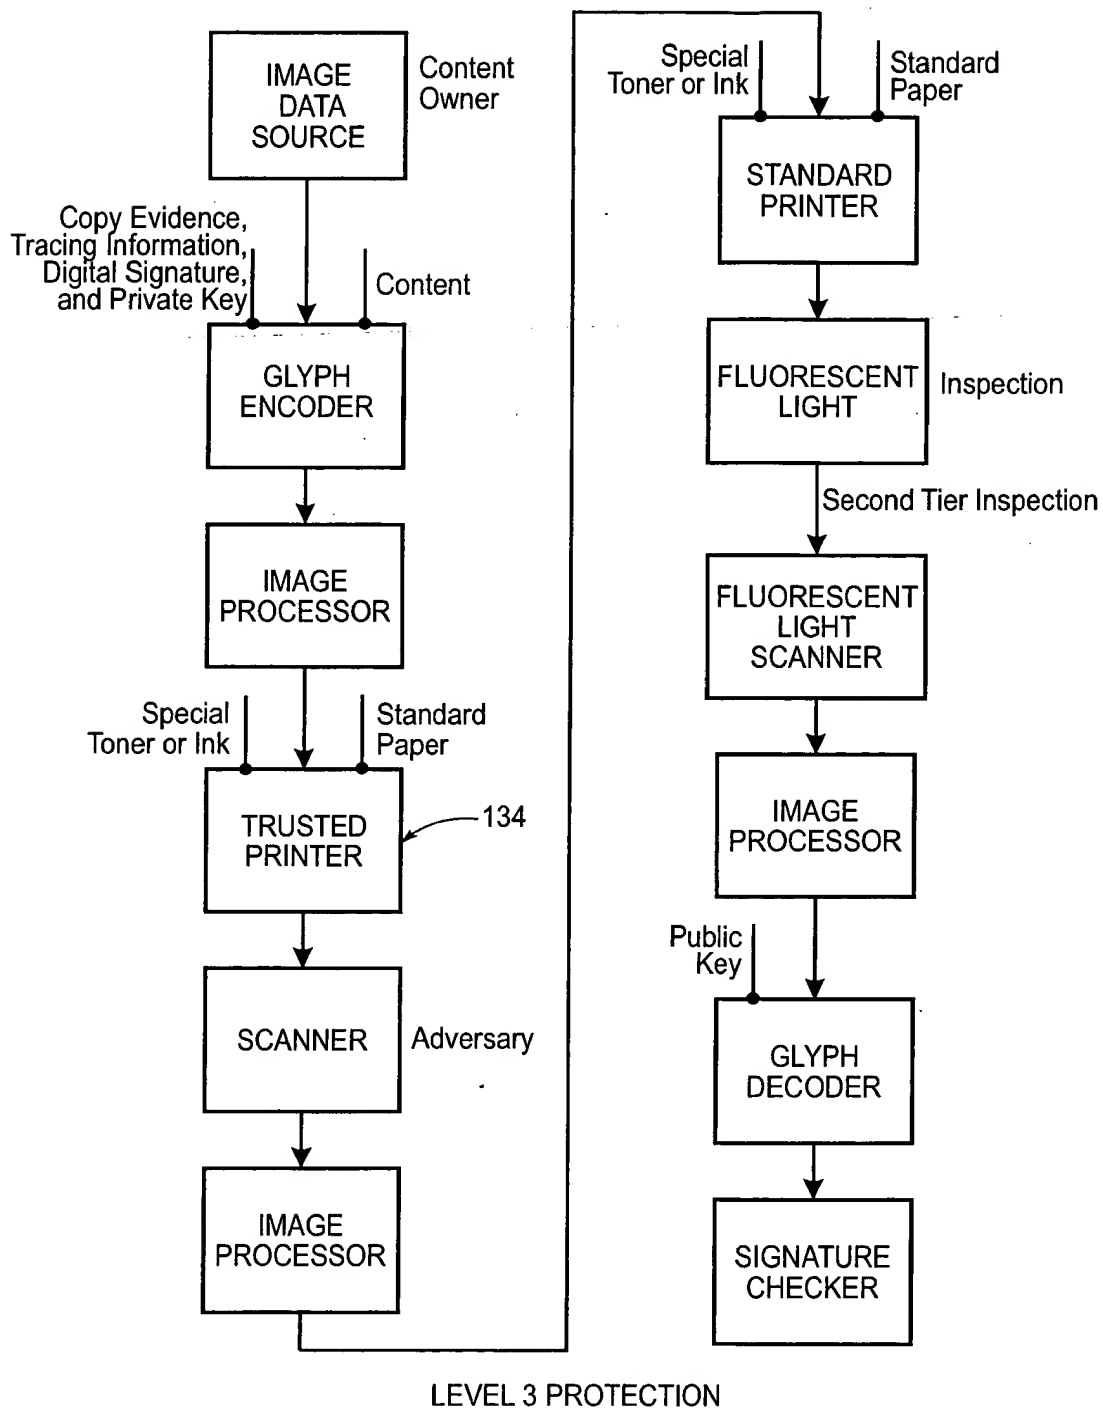 IMAGE
DATA
SOURCE
Content
Owner
Copy Evidence,
Tracing Information,
Digital Signature,
and Private Key
Content
GLYPH
ENCODER
IMAGE
PROCESSOR
Special
Toner or Ink
Standard
Paper
TRUSTED
PRINTER
134
SCANNER
Adversary
IMAGE
PROCESSOR
Special
Toner or Ink
Standard
Paper
STANDARD
PRINTER
FLUORESCENT
LIGHT
Inspection
Second Tier Inspection
FLUORESCENT
LIGHT
SCANNER
IMAGE
PROCESSOR
Public
Key
GLYPH
DECODER
SIGNATURE
CHECKER
LEVEL 3 PROTECTION